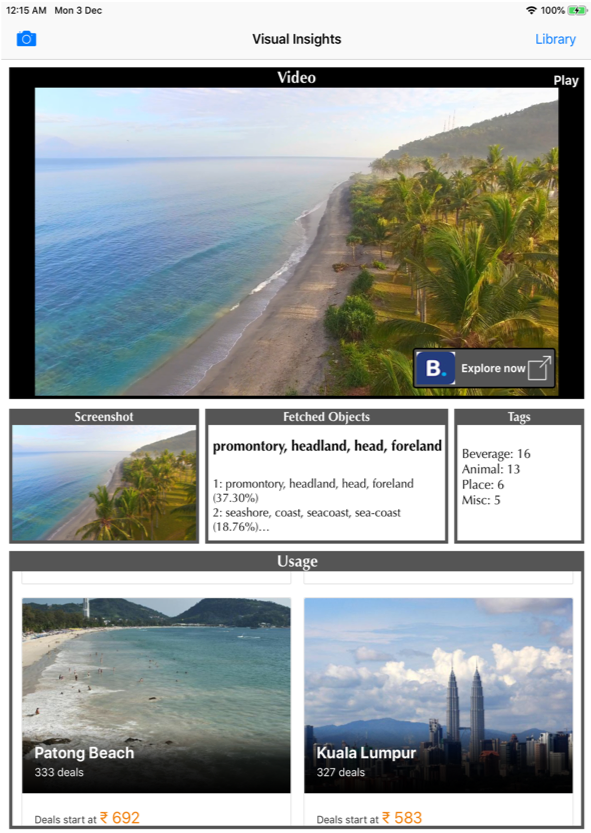 12:15 AM Mon 3 Dec
100%
Visual Insights
Library
Video
Play
B.
Explore now
Screenshot
Fetched Objects
promontory, headland, head, foreland
1: promontory, headland, head, foreland
(37.30%)
2: seashore, coast, seacoast, sea-coast
(18.76%)...
Tags
Beverage: 16
Animal: 13
Place: 6
Misc: 5
Usage
Patong Beach
333 deals
Deals start at ₹ 692
Kuala Lumpur
327 deals
Deals start at ₹ 583